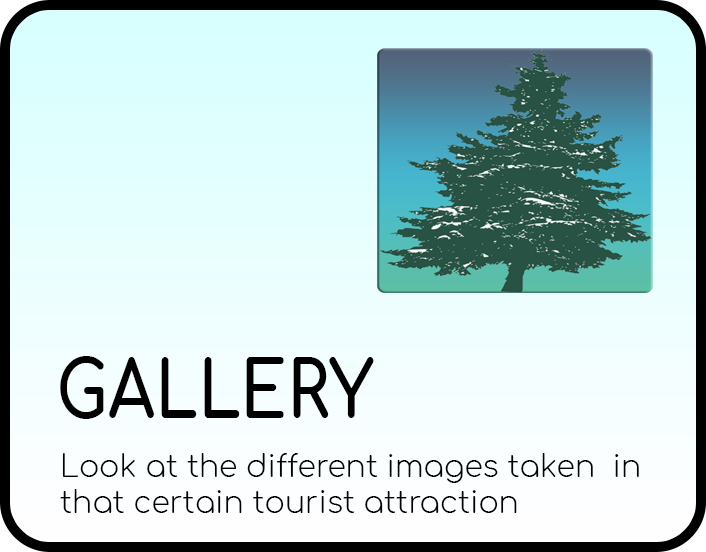 GALLERY
Look at the different images taken  in
that certain tourist attraction